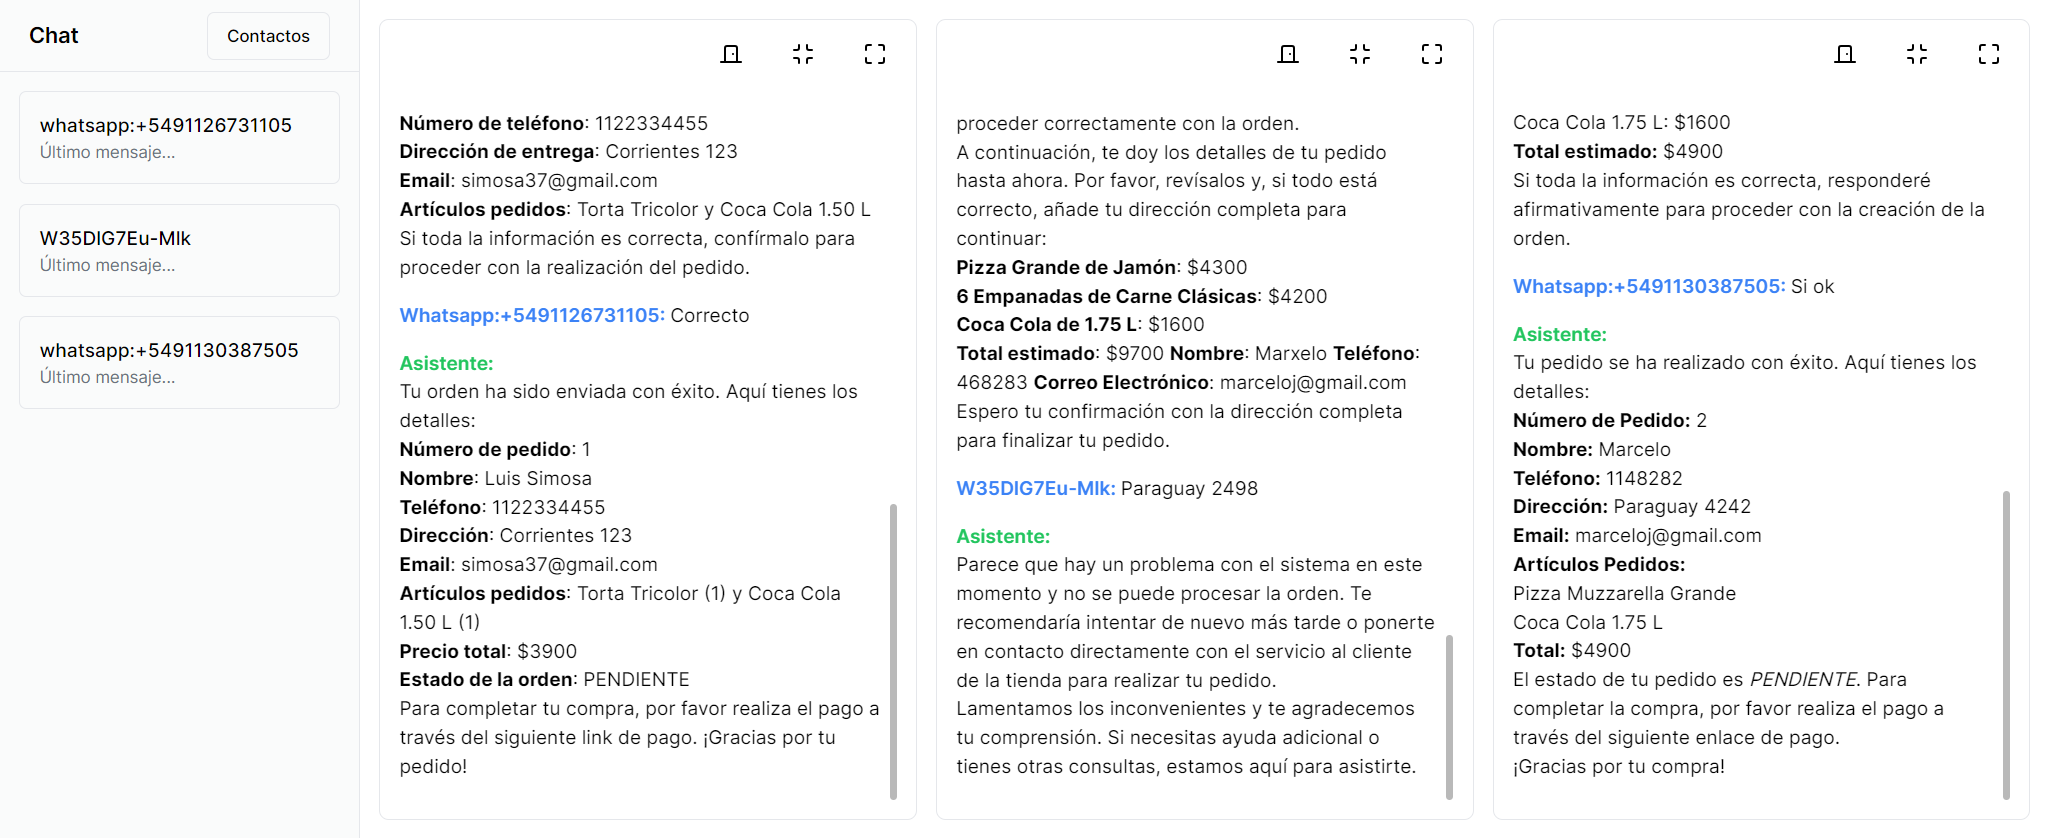 Chat
Contactos
whatsapp:+5491126731105
Último mensaje...
W35DIG7Eu-MIk
Último mensaje...
whatsapp:+5491130387505
Último mensaje...
Número de teléfono: 1122334455
Dirección de entrega: Corrientes 123
Email: simosa37@gmail.com
Artículos pedidos: Torta Tricolor y Coca Cola 1.50 L
Si toda la información es correcta, confírmalo para
proceder con la realización del pedido.
Whatsapp:+5491126731105: Correcto
Asistente:
Tu orden ha sido enviada con éxito. Aquí tienes los
detalles:
Número de pedido: 1
Nombre: Luis Simosa
Teléfono: 1122334455
Dirección: Corrientes 123
Email: simosa37@gmail.com
Artículos pedidos: Torta Tricolor (1) y Coca Cola
1.50 L (1)
Precio total: $3900
Estado de la orden: PENDIENTE
Para completar tu compra, por favor realiza el pago a
través del siguiente link de pago. ¡Gracias por tu
pedido!
proceder correctamente con la orden.
A continuación, te doy los detalles de tu pedido
hasta ahora. Por favor, revísalos y, si todo está
correcto, añade tu dirección completa para
continuar:
Pizza Grande de Jamón: $4300
6 Empanadas de Carne Clásicas: $4200
Coca Cola de 1.75 L: $1600
Total estimado: $9700 Nombre: Marxelo Teléfono:
468283 Correo Electrónico: marceloj@gmail.com
Espero tu confirmación con la dirección completa
para finalizar tu pedido.
W35DIG7Eu-MIk: Paraguay 2498
Asistente:
Parece que hay un problema con el sistema en este
momento y no se puede procesar la orden. Te
recomendaría intentar de nuevo más tarde o ponerte
en contacto directamente con el servicio al cliente
de la tienda para realizar tu pedido.
Lamentamos los inconvenientes y te agradecemos
tu comprensión. Si necesitas ayuda adicional o
tienes otras consultas, estamos aquí para asistirte.
Coca Cola 1.75 L: $1600
Total estimado: $4900
Si toda la información es correcta, responderé
afirmativamente para proceder con la creación de la
orden.
Whatsapp:+5491130387505: Si ok
Asistente:
Tu pedido se ha realizado con éxito. Aquí tienes los
detalles:
Número de Pedido: 2
Nombre: Marcelo
Teléfono: 1148282
Dirección: Paraguay 4242
Email: marceloj@gmail.com
Artículos Pedidos:
Pizza Muzzarella Grande
Coca Cola 1.75 L
Total: $4900
El estado de tu pedido es PENDIENTE. Para
completar la compra, por favor realiza el pago a
través del siguiente enlace de pago.
¡Gracias por tu compra!